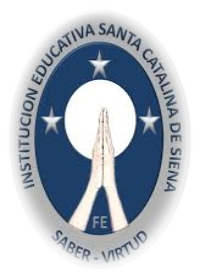 INSTITUCION EDUCATIVA SANTA CATALINA DE SIENA
FE
SABER - VIRTUD